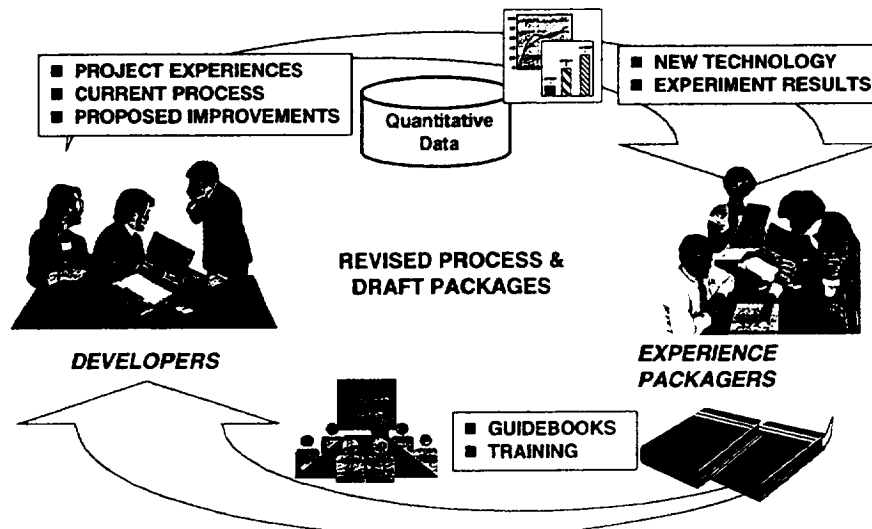 ■ PROJECT EXPERIENCES
■ CURRENT PROCESS
■ PROPOSED IMPROVEMENTS
Quantitative
Data
■ NEW TECHNOLOGY
■ EXPERIMENT RESULTS
REVISED PROCESS &
DRAFT PACKAGES
DEVELOPERS
EXPERIENCE
PACKAGERS
■ GUIDEBOOKS
■ TRAINING